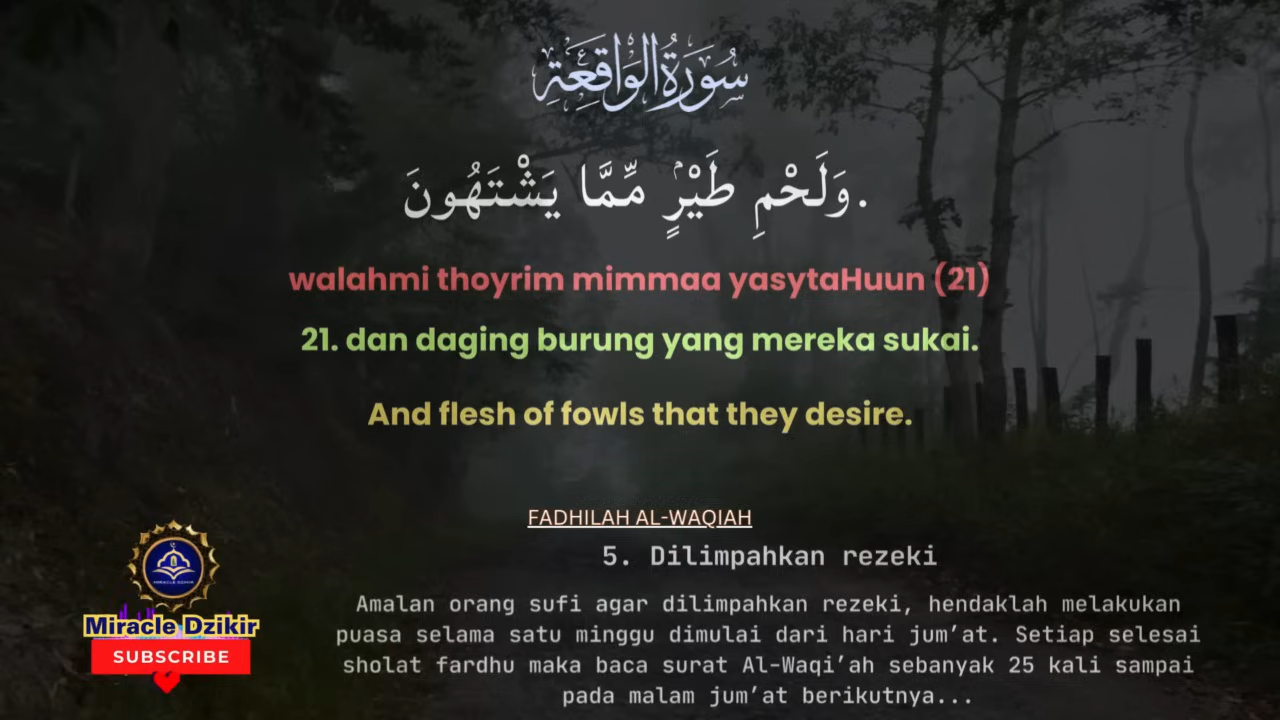 سُورَةُ الْوَاقِعَةِ
وَلَحْمِ طَيْرٍۢ مِّمَّا يَشْتَهُونَ.
walahmi thoyrim mimmaa yasytaHuun (21)
21. dan daging burung yang mereka sukai.
And flesh of fowls that they desire.
FADHILAH AL-WAQIAH
5. Dilimpahkan rezeki
Amalan orang sufi agar dilimpahkan rezeki, hendaklah melakukan
puasa selama satu minggu dimulai dari hari jum’at. Setiap selesai
sholat fardhu maka baca surat Al-Waqi’ah sebanyak 25 kali sampai
pada malam jum’at berikutnya...
MIRACLE DZIKIR
Miracle Dzikir
SUBSCRIBE